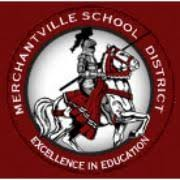 MERCHANTVILLE SCHOOL DISTRICT
EXCELLENCE IN EDUCATION